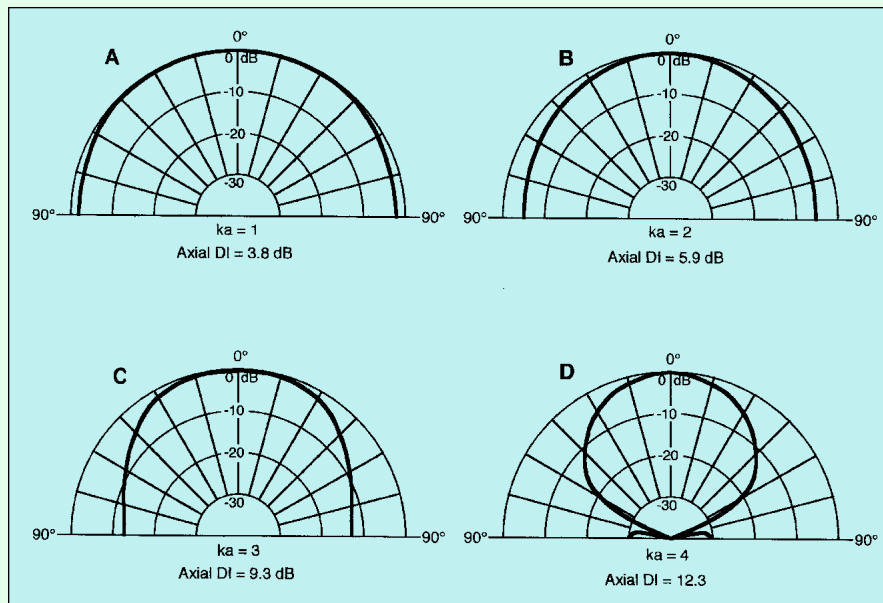 0°
A
0 dB
-10
-20
-30
90°
90°
ka = 1
Axial DI = 3.8 dB
0°
B
0 dB
-10
-20
-30
90°
90°
ka = 2
Axial DI = 5.9 dB
0°
C
0 dB
-10
-20
-30
90°
90°
ka = 3
Axial DI = 9.3 dB
0°
D
0 dB
-10
-20
-30
90°
90°
ka = 4
Axial DI = 12.3